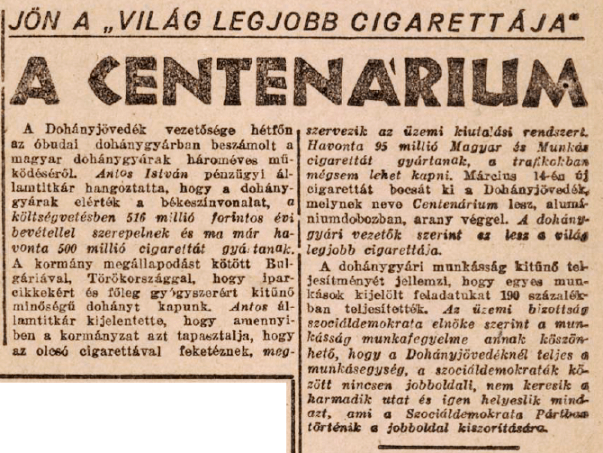 JÖN A „VILÁG LEGJOBB CIGARETTÁJA"
A CENTENÁRIUM
A Dohányjövedék vezetősége hétfőn
az óbudai dohánygyárban beszámolt a
magyar dohánygyárak hároméves mű-
ködéséről. Antos István pénzügyi ál-
lamtitkár hangoztatta, hogy a dohány-
gyárak elérték a békeszínvonalat, a
költségvetésben 516 millió forintos évi
bevétellel szerepelnek és ma már ha-
vonta 500 millió cigarettát gyártanak.
A kormány megállapodást kötött Bul-
gáriával, Törökországgal, hogy ipar-
cikkekért és főleg gyógyszerért kitünő
minőségü dohányt kapunk. Antos ál-
lamtitkár kijelentette, hogy amennyi-
ben a kormányzat azt tapasztalja, hogy
az olcsó cigarettával feketéznek, meg-
szervezik az üzemi kiutalási rendszert.
Havonta 95 millió Magyar és Munkás
cigarettát gyártanak, a trafikokban
mégsem lehet kapni. Március 14-én új
cigarettát bocsát ki a Dohányjövedék,
melynek neve Centenárium lesz, alumí-
niumdobozban, arany véggel. A dohány-
gyári vezetők szerint ez lesz a világ
legjobb cigarettája.
A dohánygyári munkásság kitünő tel-
jesítményét jellemzi, hogy egyes mun-
kások kijelölt feladatukat 190 százalék-
ban teljesítették. Az üzemi bizottság
szociáldemokrata elnöke szerint a mun-
kásság munkafegyelme annak köszön-
hető, hogy a Dohányjövedéknél teljes a
munkásegység, a szociáldemokraták kö-
zött nincsen jobboldali, nem keresik a
harmadik utat és igen helyeslik mind-
azt, ami a Szociáldemokrata Pártban
történik a jobboldal kiszorítására.